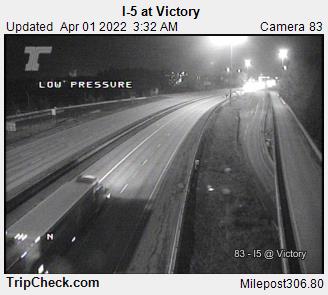 I-5 at Victory
Updated Apr 01 2022 3:32 AM Camera 83
T
LOW PRESSURE
N
83 - I5 @ Victory
TripCheck.com Milepost306.80